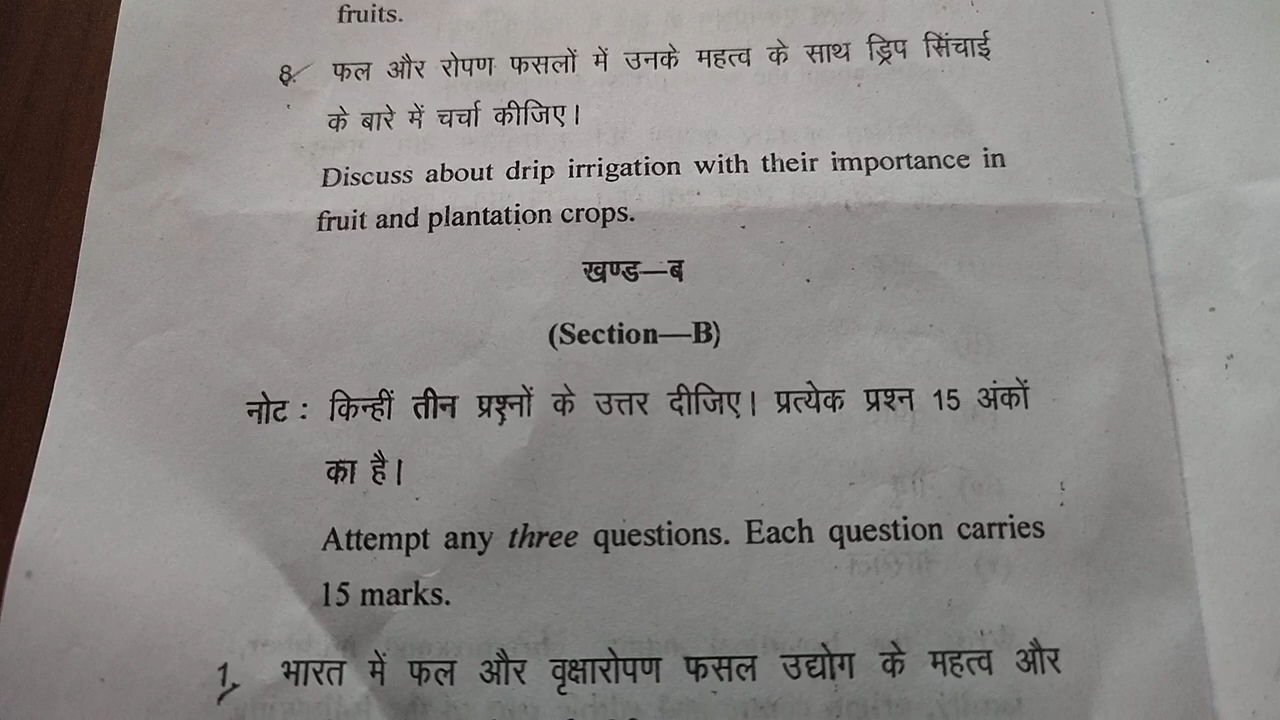 fruits.
8. फल और रोपण फसलों में उनके महत्व के साथ ड्रिप सिंचाई
के बारे में चर्चा कीजिए।
Discuss about drip irrigation with their importance in
fruit and plantation crops.
खण्ड—ब
(Section—B)
नोट : किन्हीं तीन प्रश्नों के उत्तर दीजिए। प्रत्येक प्रश्न 15 अंकों
का है।
Attempt any three questions. Each question carries
15 marks.
1. भारत में फल और वृक्षारोपण फसल उद्योग के महत्व और